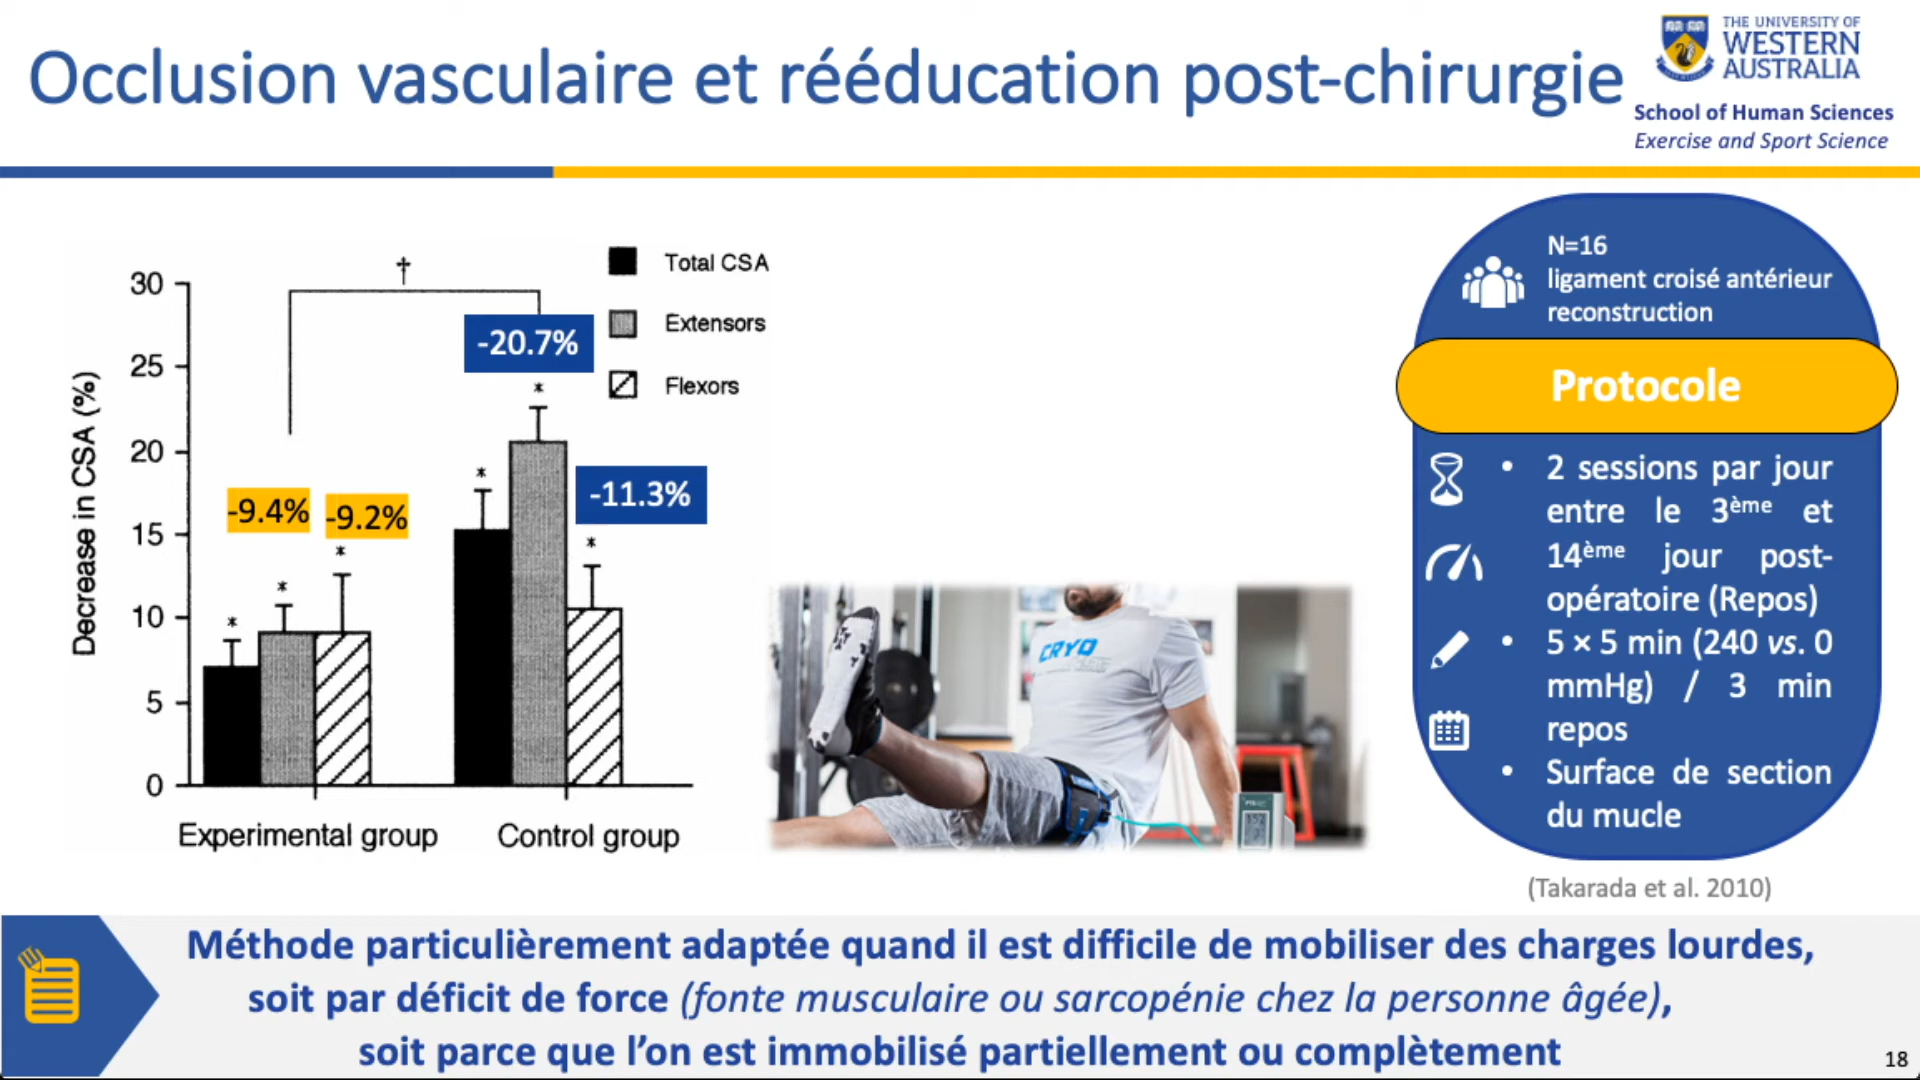 Occlusion vasculaire et rééducation post-chirurgie
THE UNIVERSITY OF
WESTERN
AUSTRALIA
School of Human Sciences
Exercise and Sport Science
†
Total CSA
Extensors
Flexors
Decrease in CSA (%)
30
25
20
15
10
5
0
-9.4%
-9.2%
-20.7%
-11.3%
*
*
*
*
*
*
Experimental group
Control group
CRYO
N=16
ligament croisé antérieur
reconstruction
Protocole
• 2 sessions par jour
entre le 3ème et
14ème jour post-
opératoire (Repos)
• 5 × 5 min (240 vs. 0
mmHg) / 3 min
repos
• Surface de section
du mucle
(Takarada et al. 2010)
Méthode particulièrement adaptée quand il est difficile de mobiliser des charges lourdes,
soit par déficit de force (fonte musculaire ou sarcopénie chez la personne âgée),
soit parce que l’on est immobilisé partiellement ou complètement
18